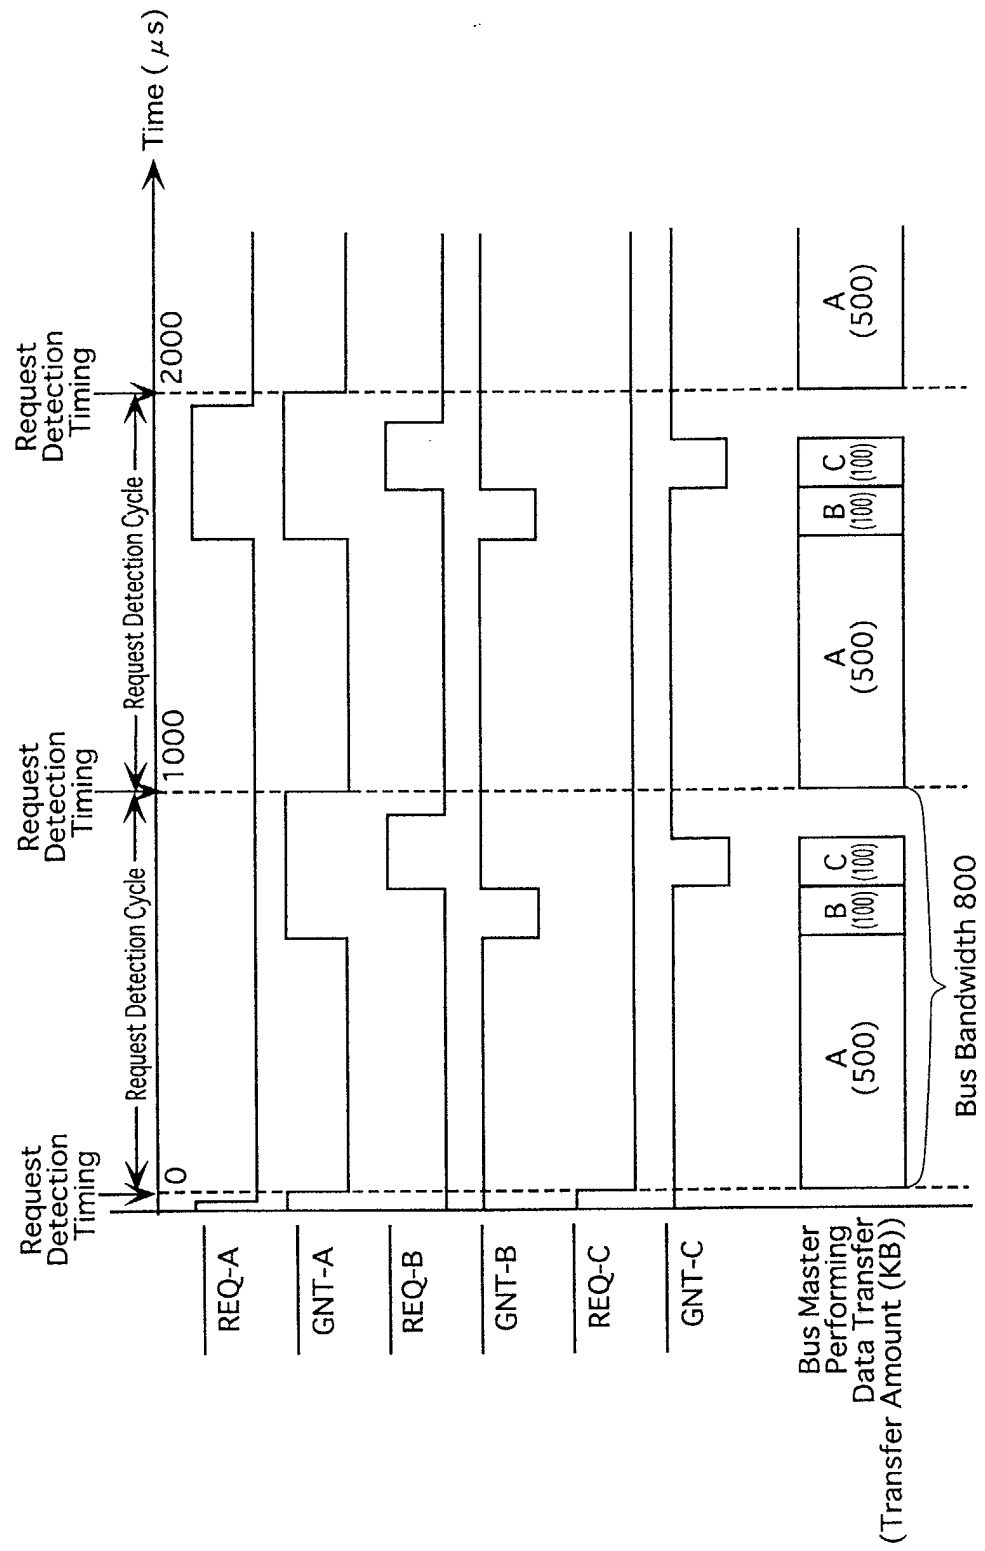 Request
Detection
Timing
Request
Detection
Timing
Request
Detection
Timing
Request Detection Cycle
Request Detection Cycle
Time ( μs)
0
1000
2000
REQ-A
GNT-A
REQ-B
GNT-B
REQ-C
GNT-C
Bus Master
Performing
Data Transfer
(Transfer Amount (KB))
A
(500)
B
(100)
C
(100)
A
(500)
B
(100)
C
(100)
A
(500)
Bus Bandwidth 800